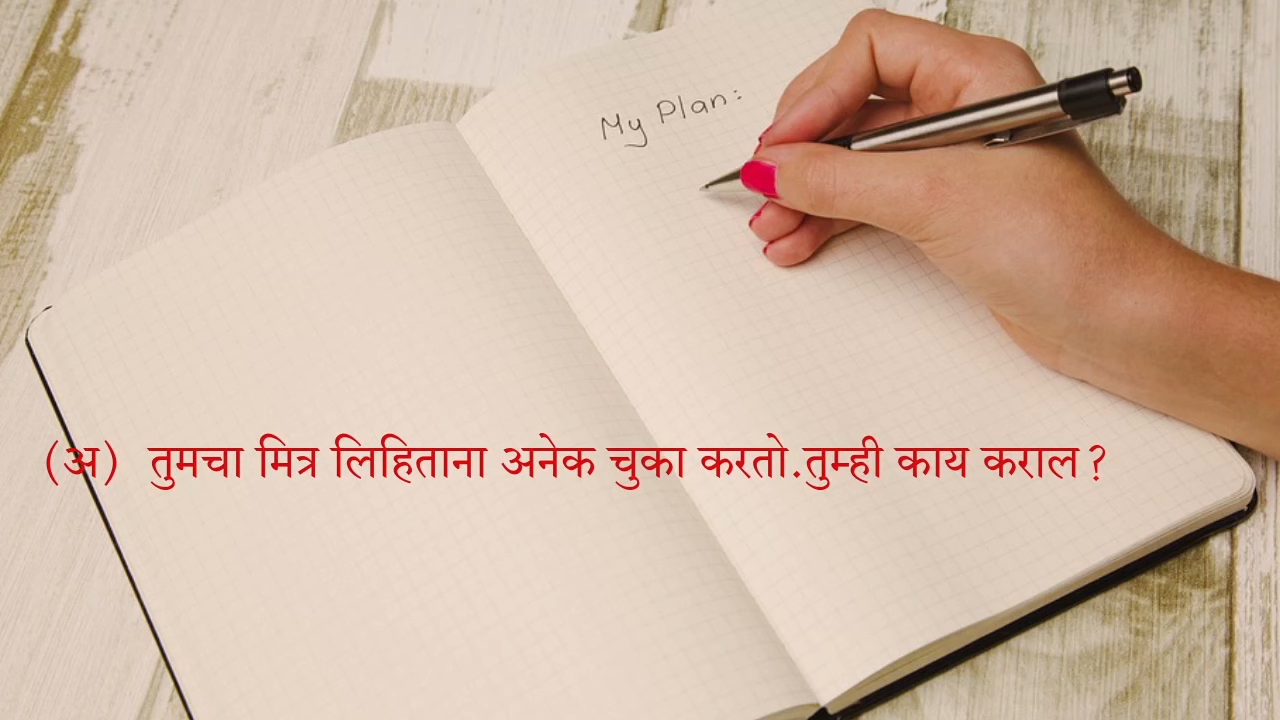 My Plan:
(अ) तुमचा मित्र लिहिताना अनेक चुका करतो.तुम्ही काय कराल ?